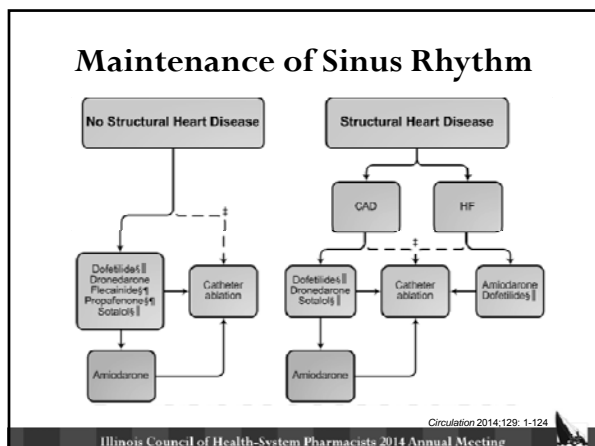 Maintenance of Sinus Rhythm
No Structural Heart Disease
Structural Heart Disease
CAD
HF
‡
‡
Dofetilide§‖
Dronedarone
Flecainide§¶
Propafenone§¶
Sotalol§‖
Catheter
ablation
Amiodarone
Dofetilide§‖
Dronedarone
Sotalol§‖
Catheter
ablation
Amiodarone
Dofetilide§‖
Amiodarone
Circulation 2014;129: 1-124
Illinois Council of Health-System Pharmacists 2014 Annual Meeting